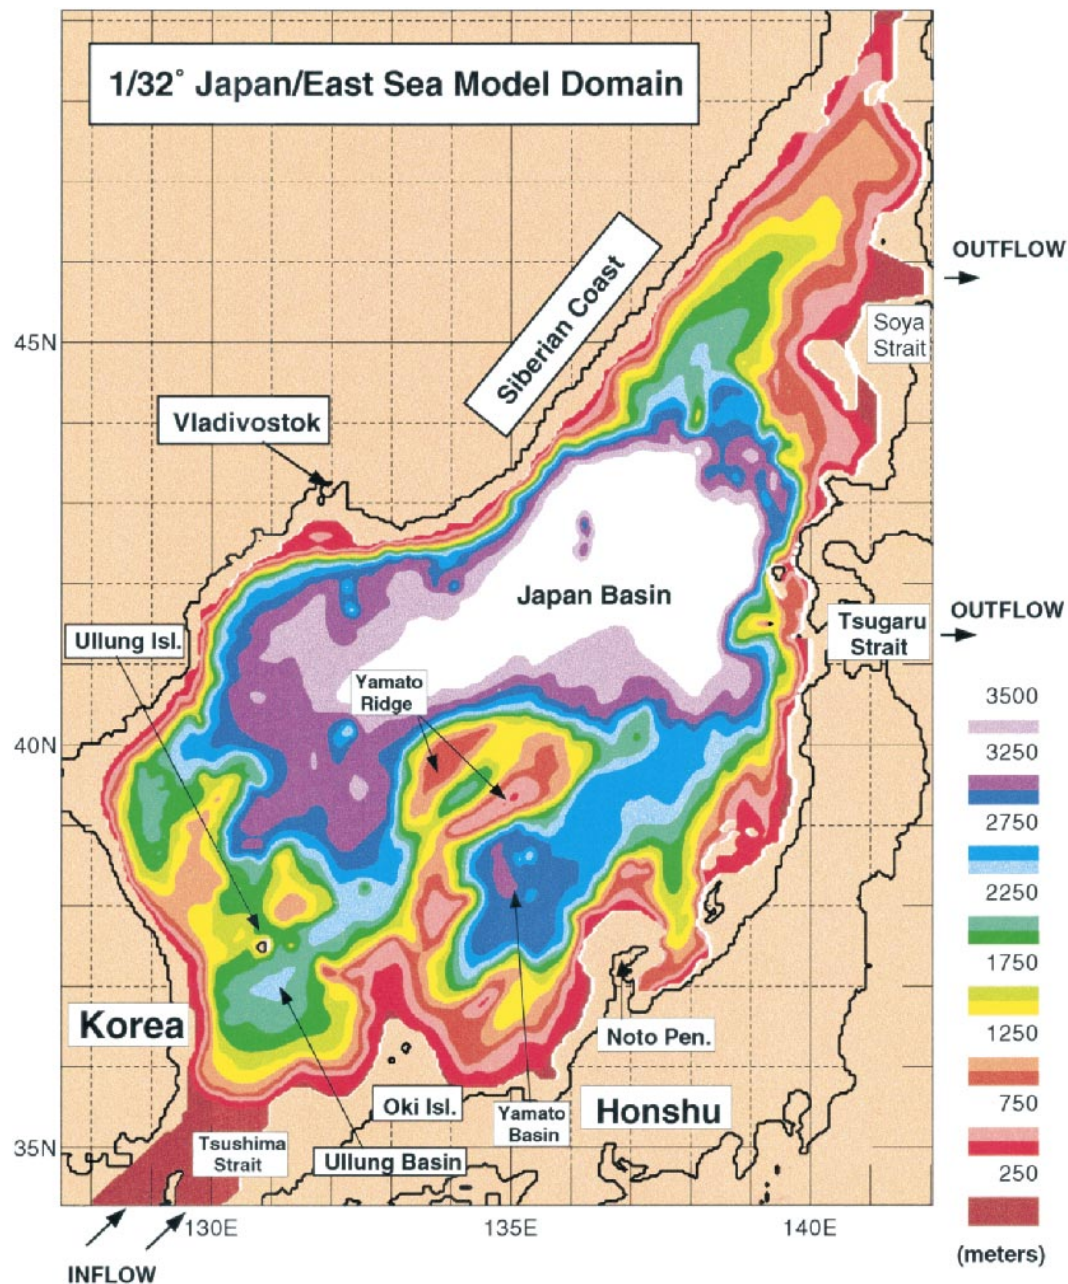 1/32° Japan/East Sea Model Domain
Siberian Coast
OUTFLOW
Soya
Strait
45N
Vladivostok
Japan Basin
OUTFLOW
Tsugaru
Strait
Ullung Isl.
Yamato
Ridge
40N
3500
3250
2750
2250
1750
1250
750
250
(meters)
Korea
Noto Pen.
Oki Isl.
Yamato
Basin
Honshu
35N
Tsushima
Strait
Ullung Basin
130E
135E
140E
INFLOW